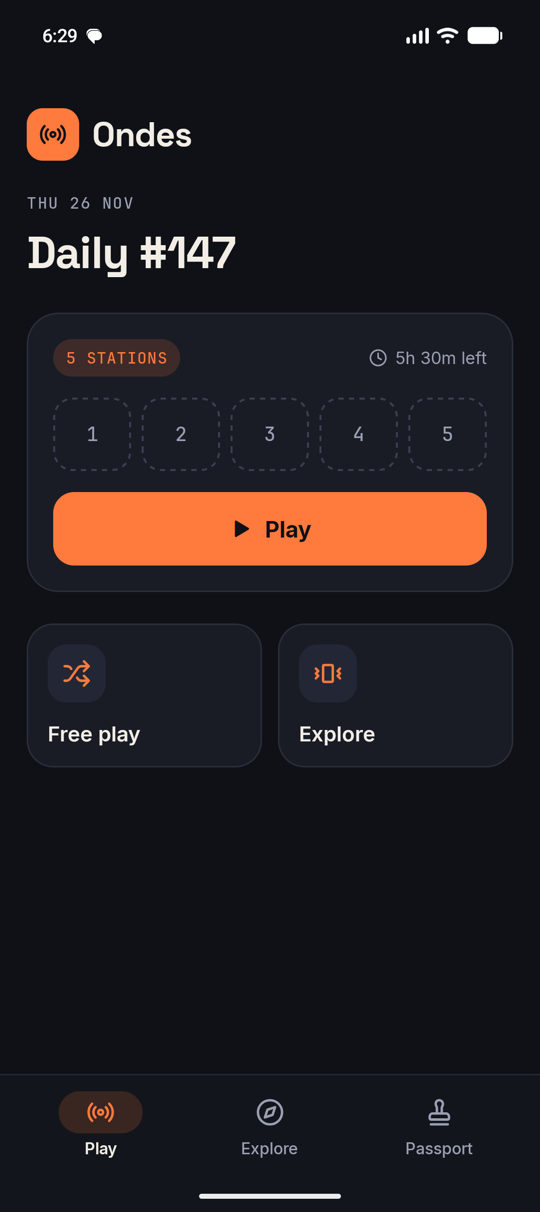 6:29
Ondes
THU 26 NOV
Daily #147
5 STATIONS
5h 30m left
1 2 3 4 5
Play
Free play
Explore
Play
Explore
Passport